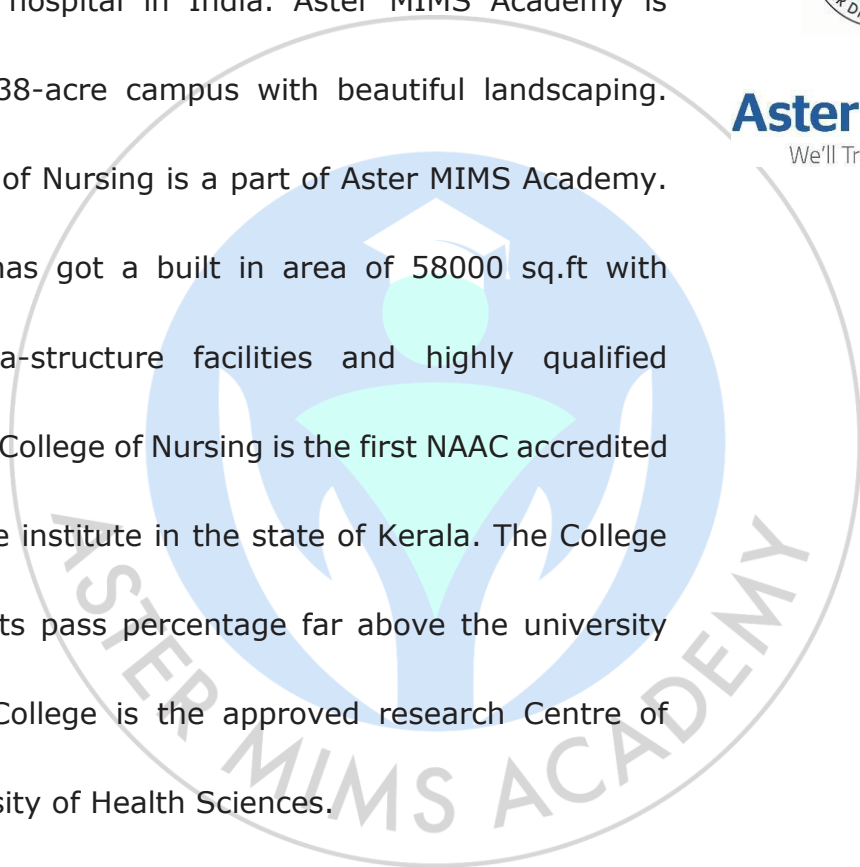 hospital in India. Aster MIMS Academy is
38-acre campus with beautiful landscaping.
of Nursing is a part of Aster MIMS Academy.
has got a built in area of 58000 sq.ft with
a-structure facilities and highly qualified
College of Nursing is the first NAAC accredited
e institute in the state of Kerala. The College
ts pass percentage far above the university
College is the approved research Centre of
sity of Health Sciences.
Aster
We'll Tr
ASTER MIMS ACADEMY